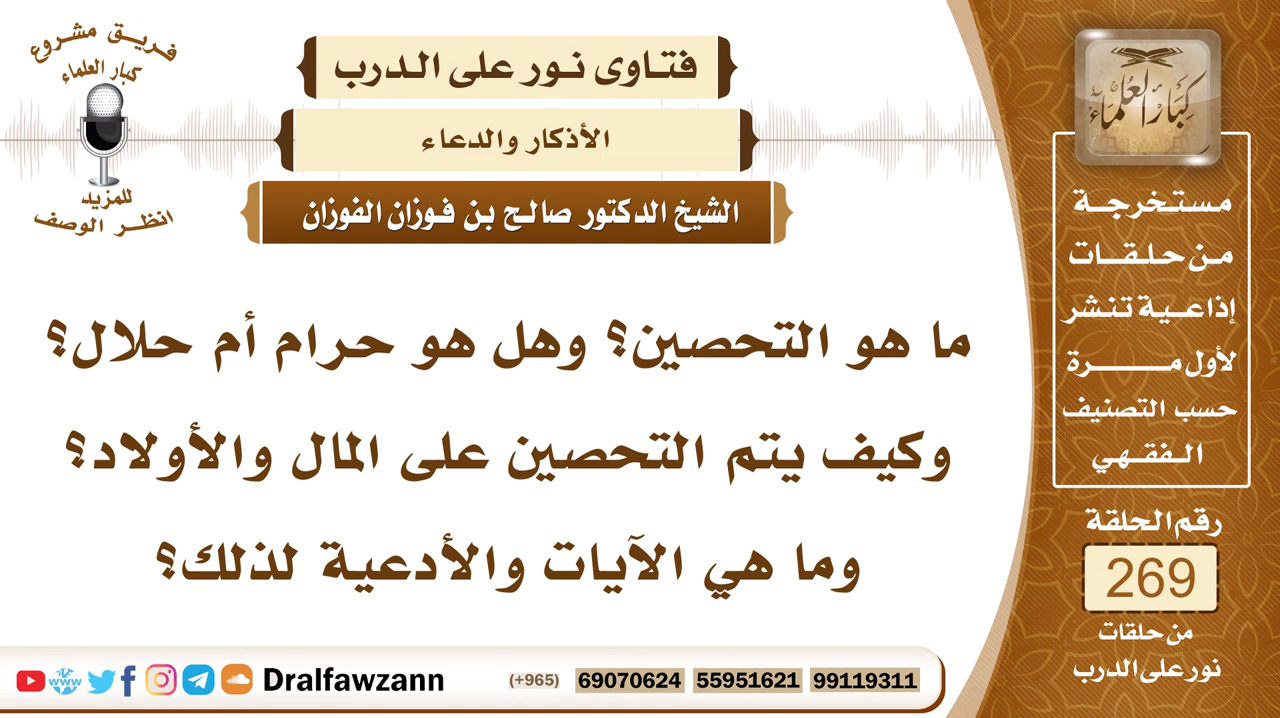 فريق مشروع
كبار العلماء
للمزيد
انظر الوصف
فتاوى نور على الدرب
الأذكار والدعاء
الشيخ الدكتور صالح بن فوزان الفوزان
ما هو التحصين؟ وهل هو حرام أم حلال؟
وكيف يتم التحصين على المال والأولاد؟
وما هي الآيات والأدعية لذلك؟
كبار العلماء
مستخرجة
من حلقات
إذاعية تنشر
لأول مرة
حسب التصنيف
الفقهي
رقم الحلقة
269
من حلقات
نور على الدرب
www Dralfawzann (+965) 69070624 55951621 99119311